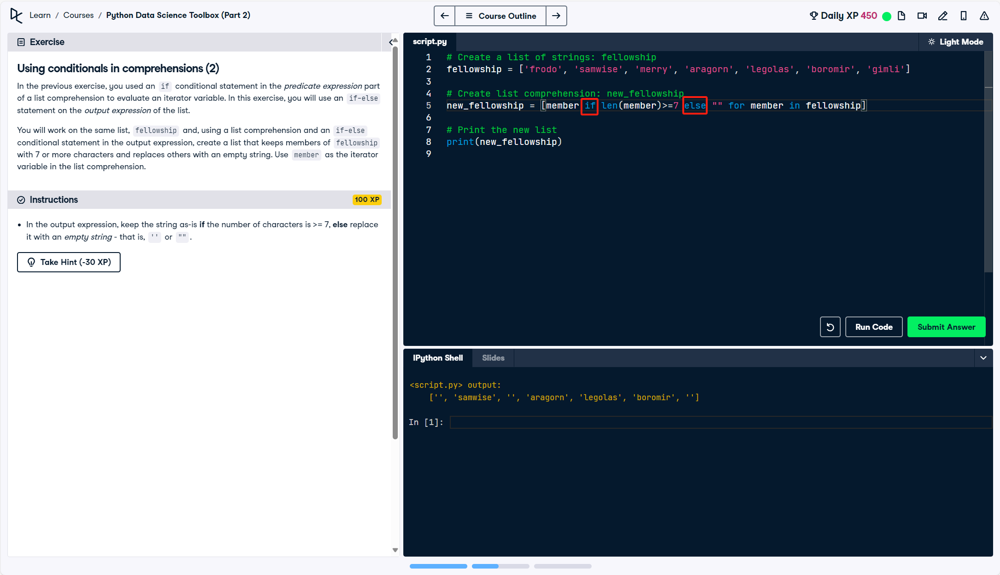 Learn / Courses / Python Data Science Toolbox (Part 2)
Course Outline
Daily XP 450
Exercise
Using conditionals in comprehensions (2)
In the previous exercise, you used an if conditional statement in the predicate expression part
of a list comprehension to evaluate an iterator variable. In this exercise, you will use an if-else
statement on the output expression of the list.
You will work on the same list, fellowship and, using a list comprehension and an if-else
conditional statement in the output expression, create a list that keeps members of fellowship
with 7 or more characters and replaces others with an empty string. Use member as the iterator
variable in the list comprehension.
Instructions
100 XP
• In the output expression, keep the string as-is if the number of characters is >= 7, else replace
it with an empty string - that is, '' or "".
Take Hint (-30 XP)
script.py
Light Mode
1 # Create a list of strings: fellowship
2 fellowship = ['frodo', 'samwise', 'merry', 'aragorn', 'legolas', 'boromir', 'gimli']
3
4 # Create list comprehension: new_fellowship
5 new_fellowship = [member if len(member)>=7 else "" for member in fellowship]
6
7 # Print the new list
8 print(new_fellowship)
9
Run Code
Submit Answer
IPython Shell
Slides
<script.py> output:
['', 'samwise', '', 'aragorn', 'legolas', 'boromir', '']
In [1]: